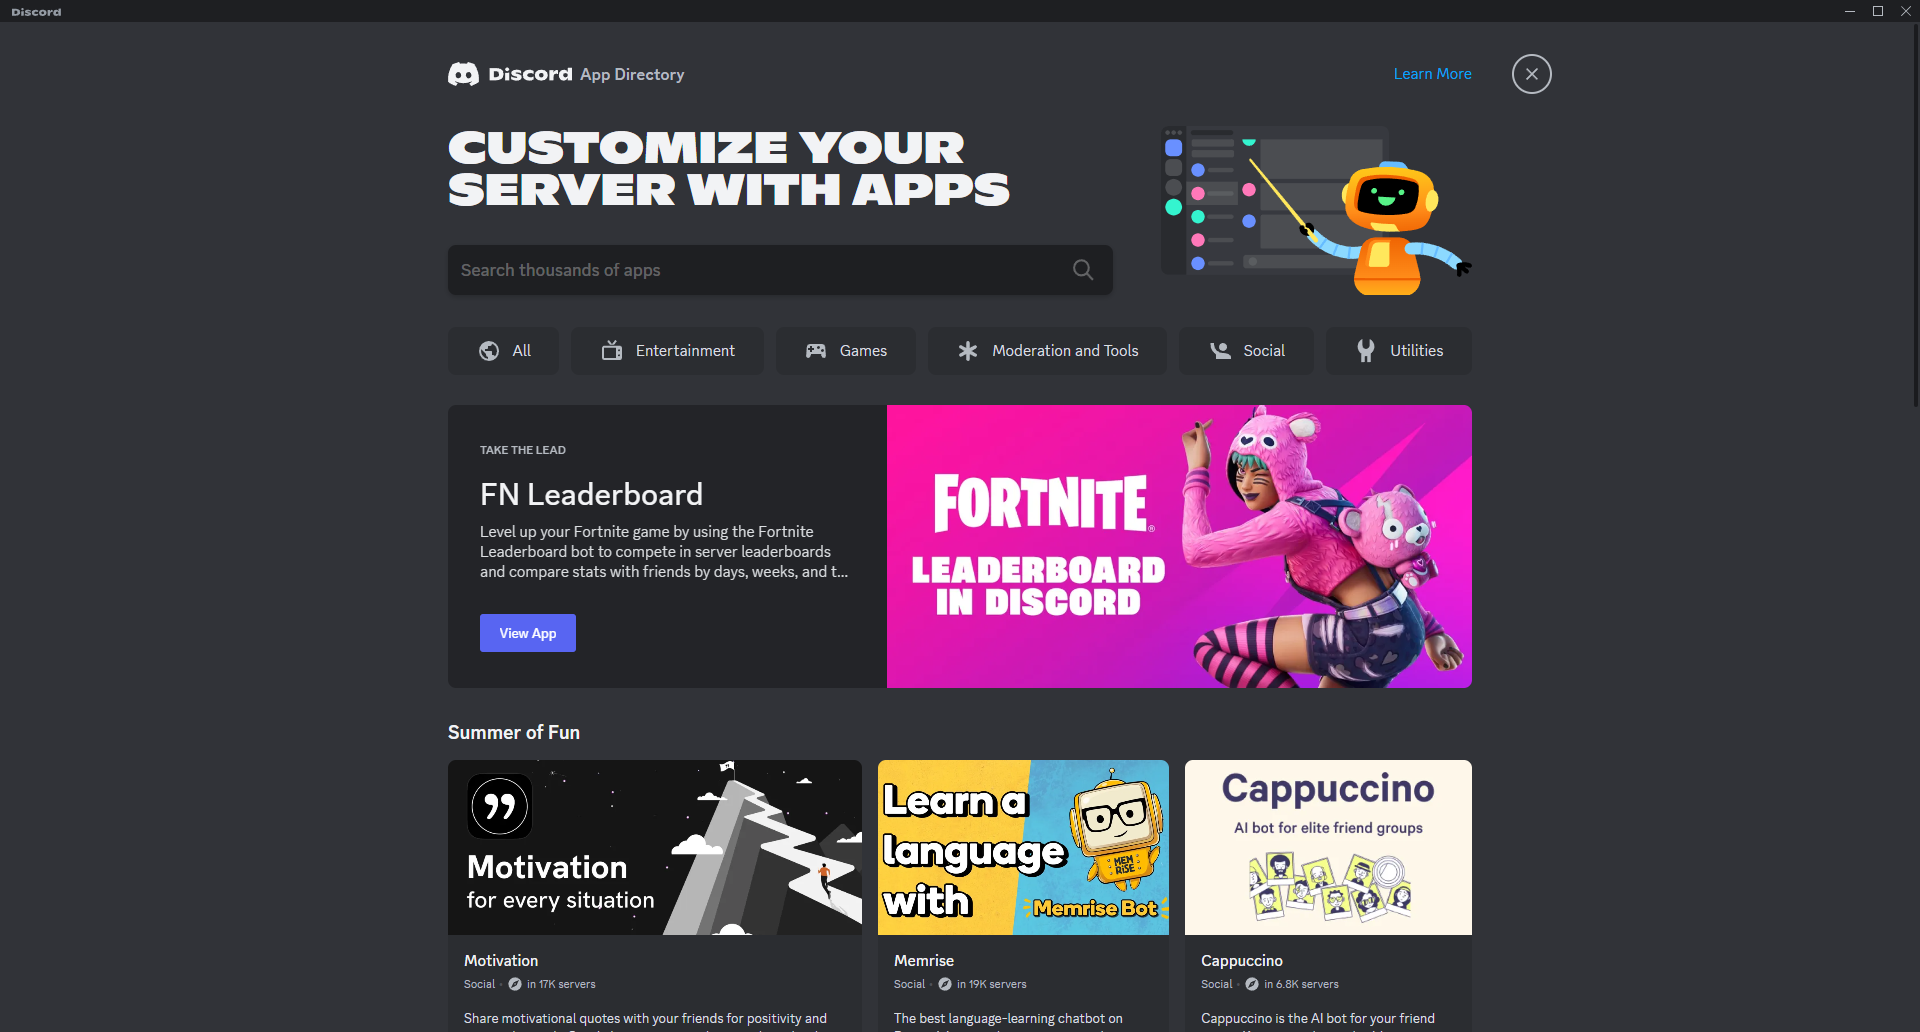 Discord
Discord App Directory
Learn More
CUSTOMIZE YOUR
SERVER WITH APPS
Search thousands of apps
All
Entertainment
Games
Moderation and Tools
Social
Utilities
TAKE THE LEAD
FN Leaderboard
Level up your Fortnite game by using the Fortnite
Leaderboard bot to compete in server leaderboards
and compare stats with friends by days, weeks, and t...
View App
FORTNITE®
LEADERBOARD
IN DISCORD
Summer of Fun
Motivation
for every situation
Motivation
Social • in 17K servers
Share motivational quotes with your friends for positivity and
Learn a
language
with
MEM
RISE
Memrise Bot
Memrise
Social • in 19K servers
The best language-learning chatbot on
Cappuccino
AI bot for elite friend groups
Cappuccino
Social • in 6.8K servers
Cappuccino is the AI bot for your friend